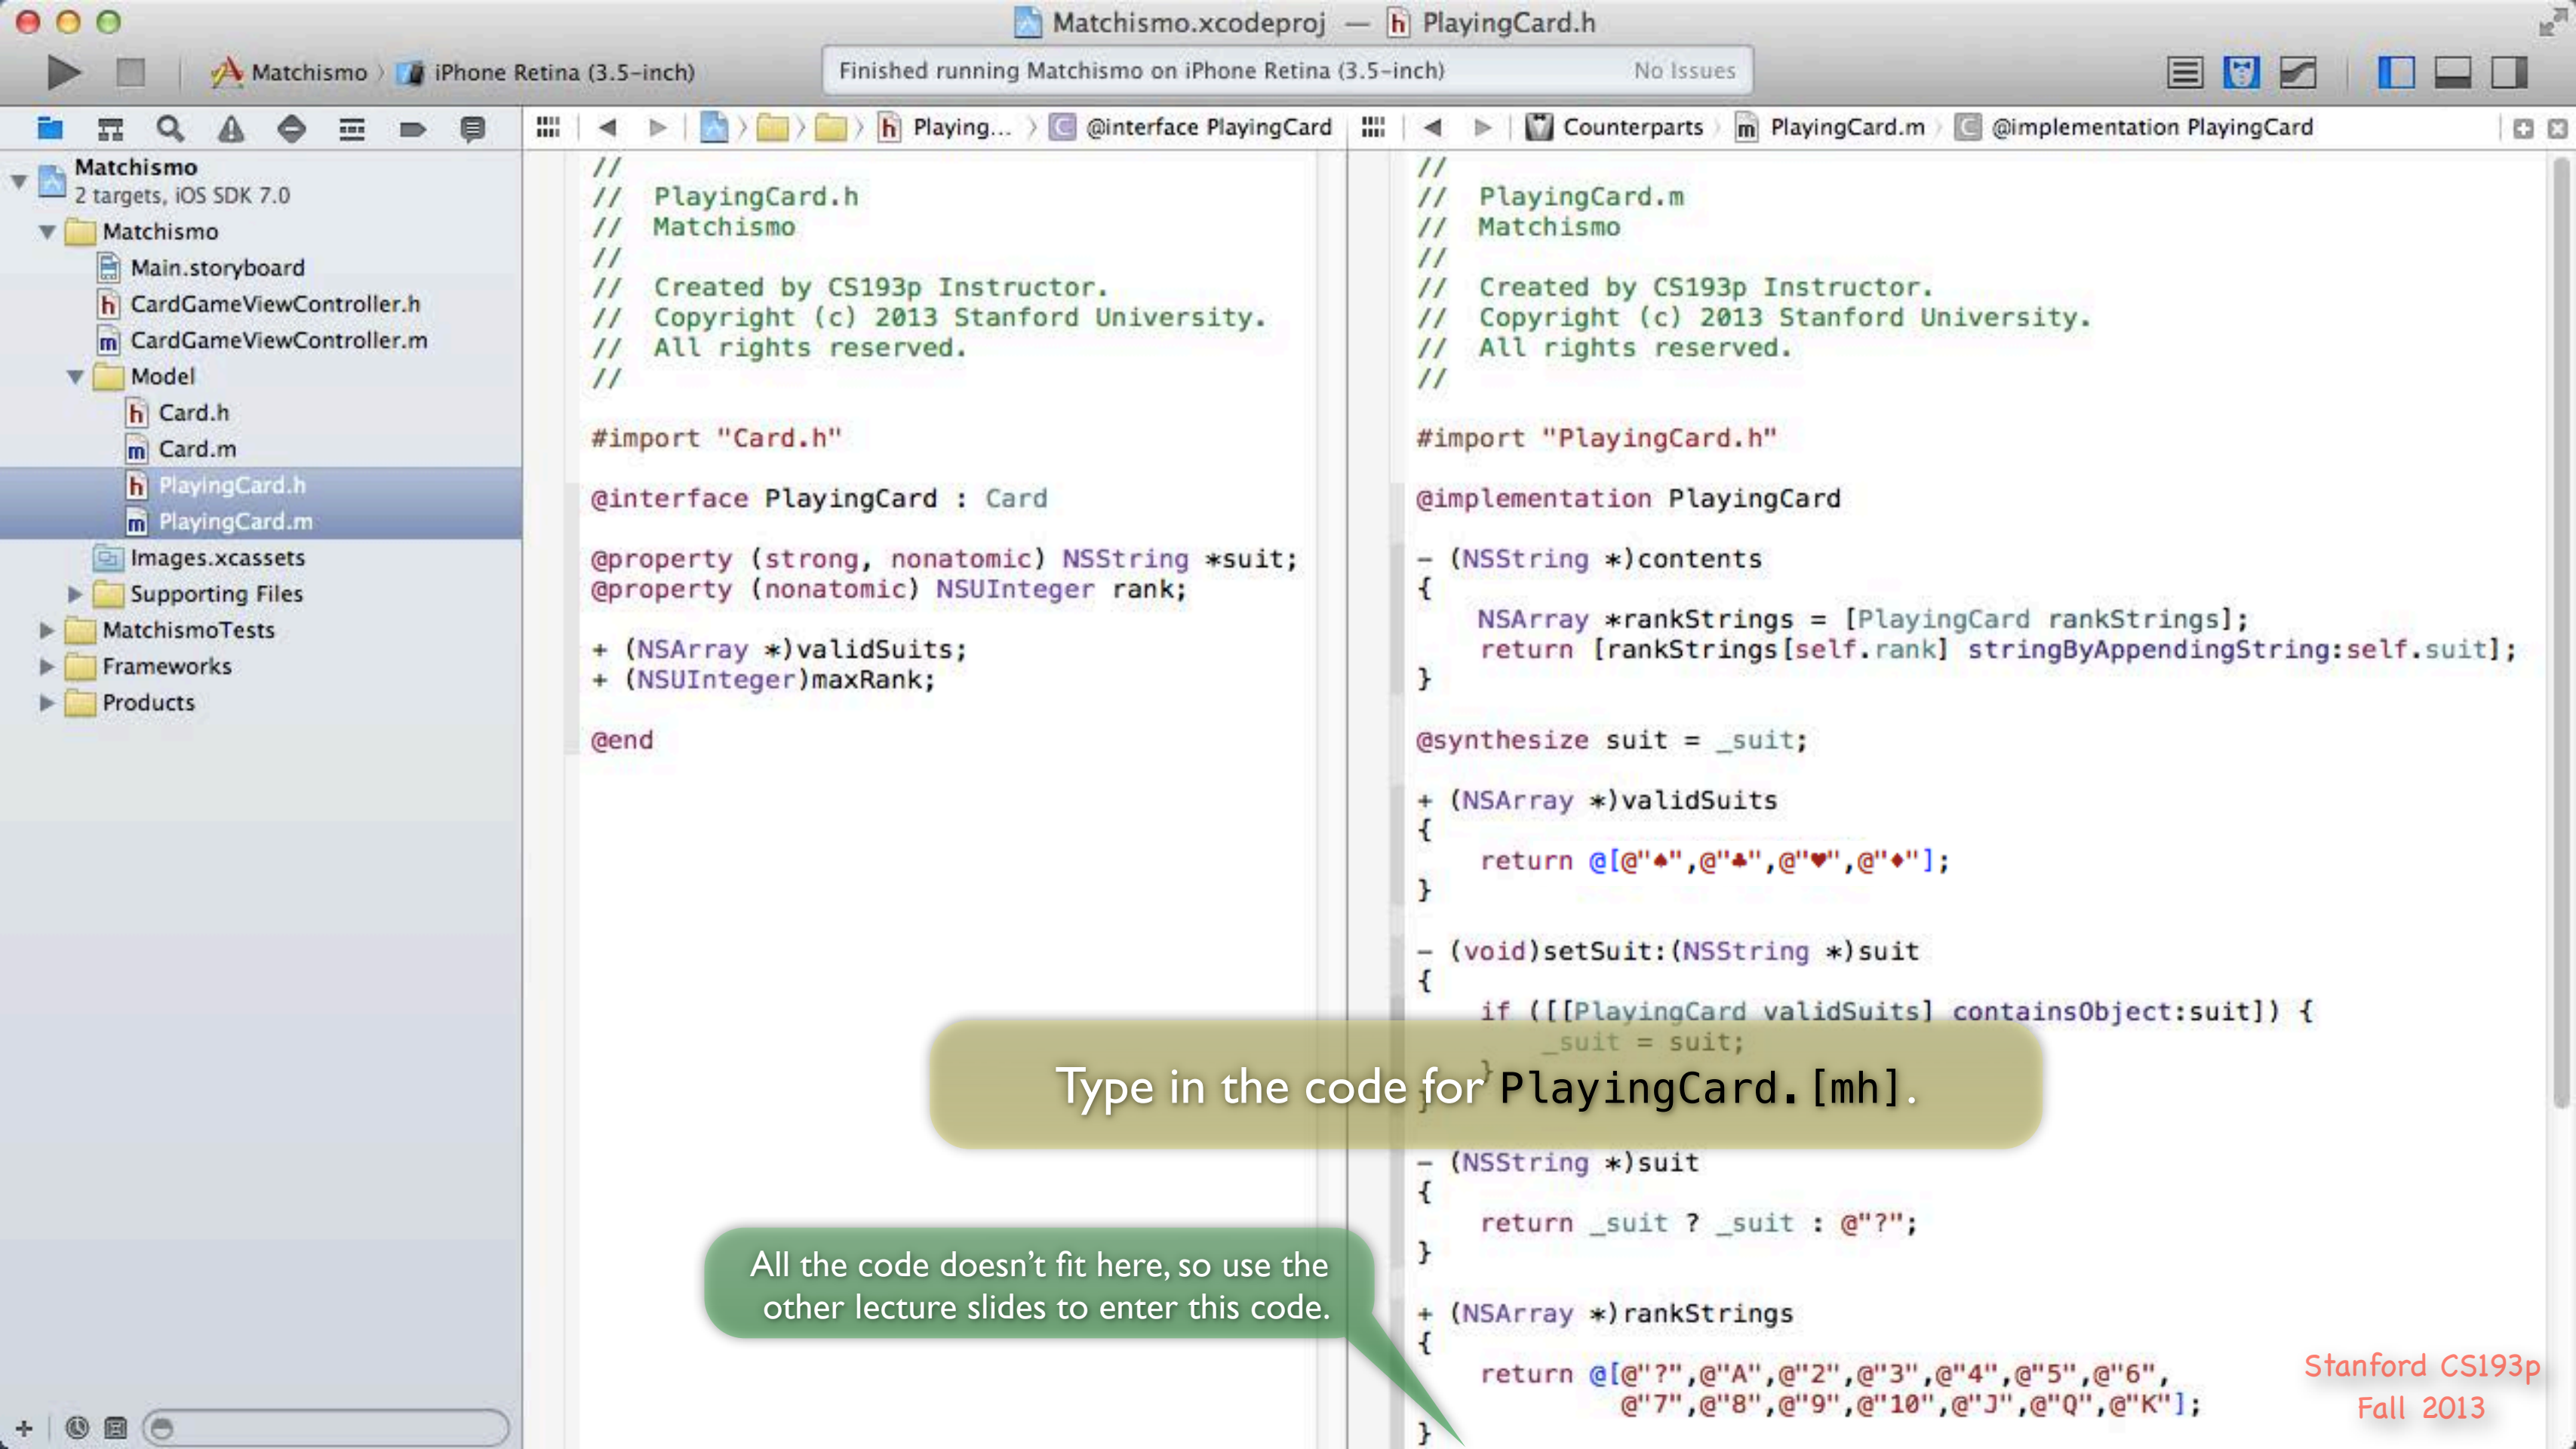 Matchismo.xcodeproj — PlayingCard.h
Matchismo
iPhone Retina (3.5-inch)
Finished running Matchismo on iPhone Retina (3.5-inch)
No Issues
Playing...
@interface PlayingCard
Counterparts
PlayingCard.m
@implementation PlayingCard
Matchismo
2 targets, iOS SDK 7.0
Matchismo
Main.storyboard
CardGameViewController.h
CardGameViewController.m
Model
Card.h
Card.m
PlayingCard.h
PlayingCard.m
Images.xcassets
Supporting Files
MatchismoTests
Frameworks
Products
//
//  PlayingCard.h
//  Matchismo
//
//  Created by CS193p Instructor.
//  Copyright (c) 2013 Stanford University.
//  All rights reserved.
//
#import "Card.h"
@interface PlayingCard : Card
@property (strong, nonatomic) NSString *suit;
@property (nonatomic) NSUInteger rank;
+ (NSArray *)validSuits;
+ (NSUInteger)maxRank;
@end
//
//  PlayingCard.m
//  Matchismo
//
//  Created by CS193p Instructor.
//  Copyright (c) 2013 Stanford University.
//  All rights reserved.
//
#import "PlayingCard.h"
@implementation PlayingCard
- (NSString *)contents
{
    NSArray *rankStrings = [PlayingCard rankStrings];
    return [rankStrings[self.rank] stringByAppendingString:self.suit];
}
@synthesize suit = _suit;
+ (NSArray *)validSuits
{
    return @[@"♠",@"♣",@"♥",@"♦"];
}
- (void)setSuit:(NSString *)suit
{
    if ([[PlayingCard validSuits] containsObject:suit]) {
        _suit = suit;
    }
}
- (NSString *)suit
{
    return _suit ? _suit : @"?";
}
+ (NSArray *)rankStrings
{
    return @[@"?",@"A",@"2",@"3",@"4",@"5",@"6",
             @"7",@"8",@"9",@"10",@"J",@"Q",@"K"];
}
Type in the code for PlayingCard.[mh].
All the code doesn't fit here, so use the
other lecture slides to enter this code.
Stanford CS193p
Fall 2013